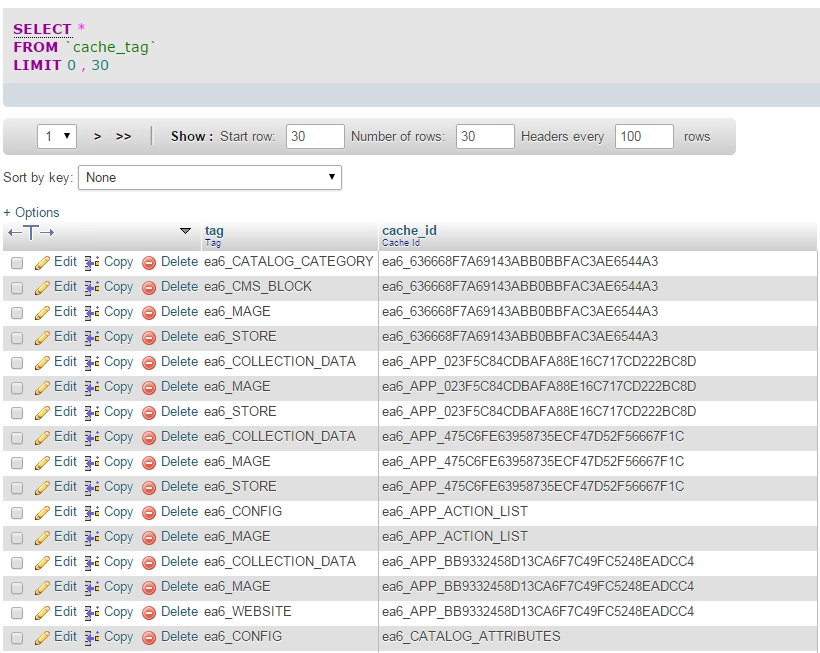 SELECT *
FROM `cache_tag`
LIMIT 0 , 30
1 > >> Show : Start row: 30 Number of rows: 30 Headers every 100 rows
Sort by key: None
+ Options
←T→ tag cache_id
Tag Cache Id
Edit Copy Delete ea6_CATALOG_CATEGORY ea6_636668F7A69143ABB0BBFAC3AE6544A3
Edit Copy Delete ea6_CMS_BLOCK ea6_636668F7A69143ABB0BBFAC3AE6544A3
Edit Copy Delete ea6_MAGE ea6_636668F7A69143ABB0BBFAC3AE6544A3
Edit Copy Delete ea6_STORE ea6_636668F7A69143ABB0BBFAC3AE6544A3
Edit Copy Delete ea6_COLLECTION_DATA ea6_APP_023F5C84CDBAFA88E16C717CD222BC8D
Edit Copy Delete ea6_MAGE ea6_APP_023F5C84CDBAFA88E16C717CD222BC8D
Edit Copy Delete ea6_STORE ea6_APP_023F5C84CDBAFA88E16C717CD222BC8D
Edit Copy Delete ea6_COLLECTION_DATA ea6_APP_475C6FE63958735ECF47D52F56667F1C
Edit Copy Delete ea6_MAGE ea6_APP_475C6FE63958735ECF47D52F56667F1C
Edit Copy Delete ea6_STORE ea6_APP_475C6FE63958735ECF47D52F56667F1C
Edit Copy Delete ea6_CONFIG ea6_APP_ACTION_LIST
Edit Copy Delete ea6_MAGE ea6_APP_ACTION_LIST
Edit Copy Delete ea6_COLLECTION_DATA ea6_APP_BB9332458D13CA6F7C49FC5248EADCC4
Edit Copy Delete ea6_MAGE ea6_APP_BB9332458D13CA6F7C49FC5248EADCC4
Edit Copy Delete ea6_WEBSITE ea6_APP_BB9332458D13CA6F7C49FC5248EADCC4
Edit Copy Delete ea6_CONFIG ea6_CATALOG_ATTRIBUTES